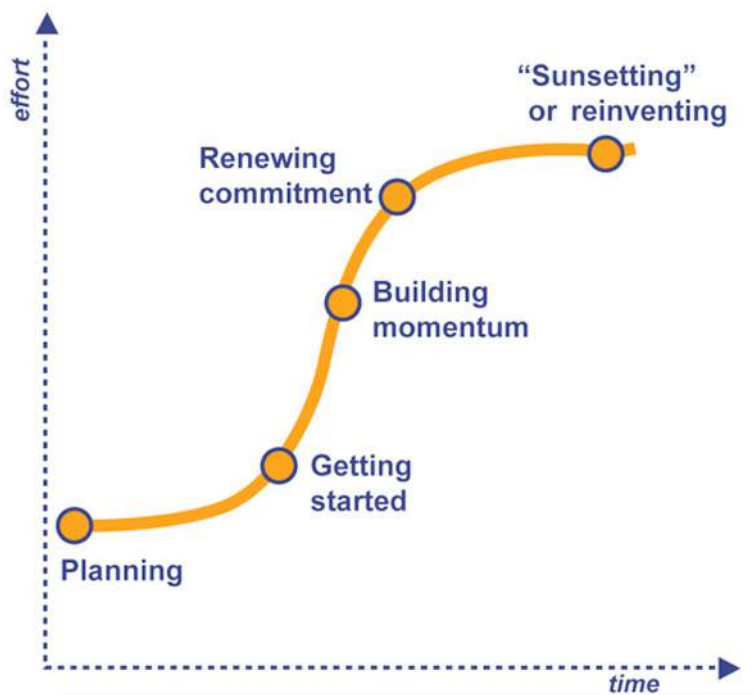 effort
“Sunsetting”
or reinventing
Renewing
commitment
Building
momentum
Getting
started
Planning
time